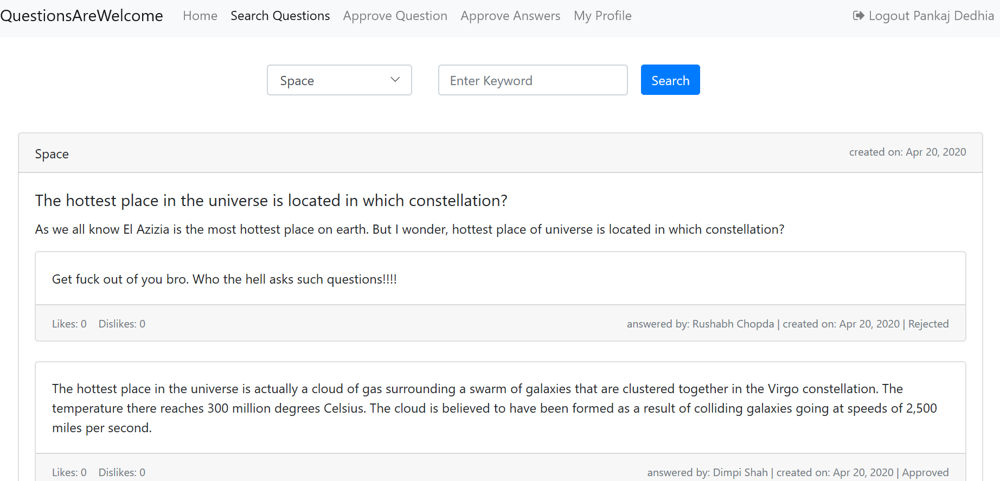 QuestionsAreWelcome Home Search Questions Approve Question Approve Answers My Profile Logout Pankaj Dedhia
Space Enter Keyword Search
Space created on: Apr 20, 2020
The hottest place in the universe is located in which constellation?
As we all know El Azizia is the most hottest place on earth. But I wonder, hottest place of universe is located in which constellation?
Get fuck out of you bro. Who the hell asks such questions!!!!
Likes: 0 Dislikes: 0 answered by: Rushabh Chopda | created on: Apr 20, 2020 | Rejected
The hottest place in the universe is actually a cloud of gas surrounding a swarm of galaxies that are clustered together in the Virgo constellation. The
temperature there reaches 300 million degrees Celsius. The cloud is believed to have been formed as a result of colliding galaxies going at speeds of 2,500
miles per second.
Likes: 0 Dislikes: 0 answered by: Dimpi Shah | created on: Apr 20, 2020 | Approved